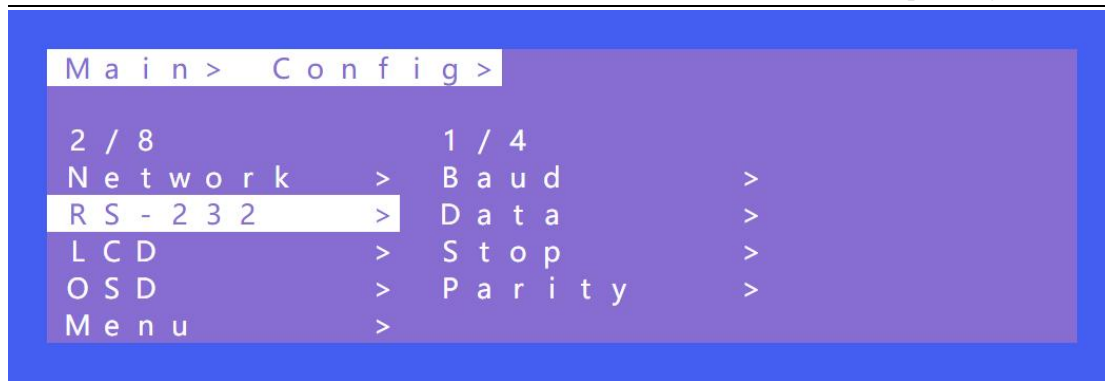 Main> Config>
2/8 1/4
Network > Baud >
RS-232 > Data >
LCD > Stop >
OSD > Parity >
Menu >